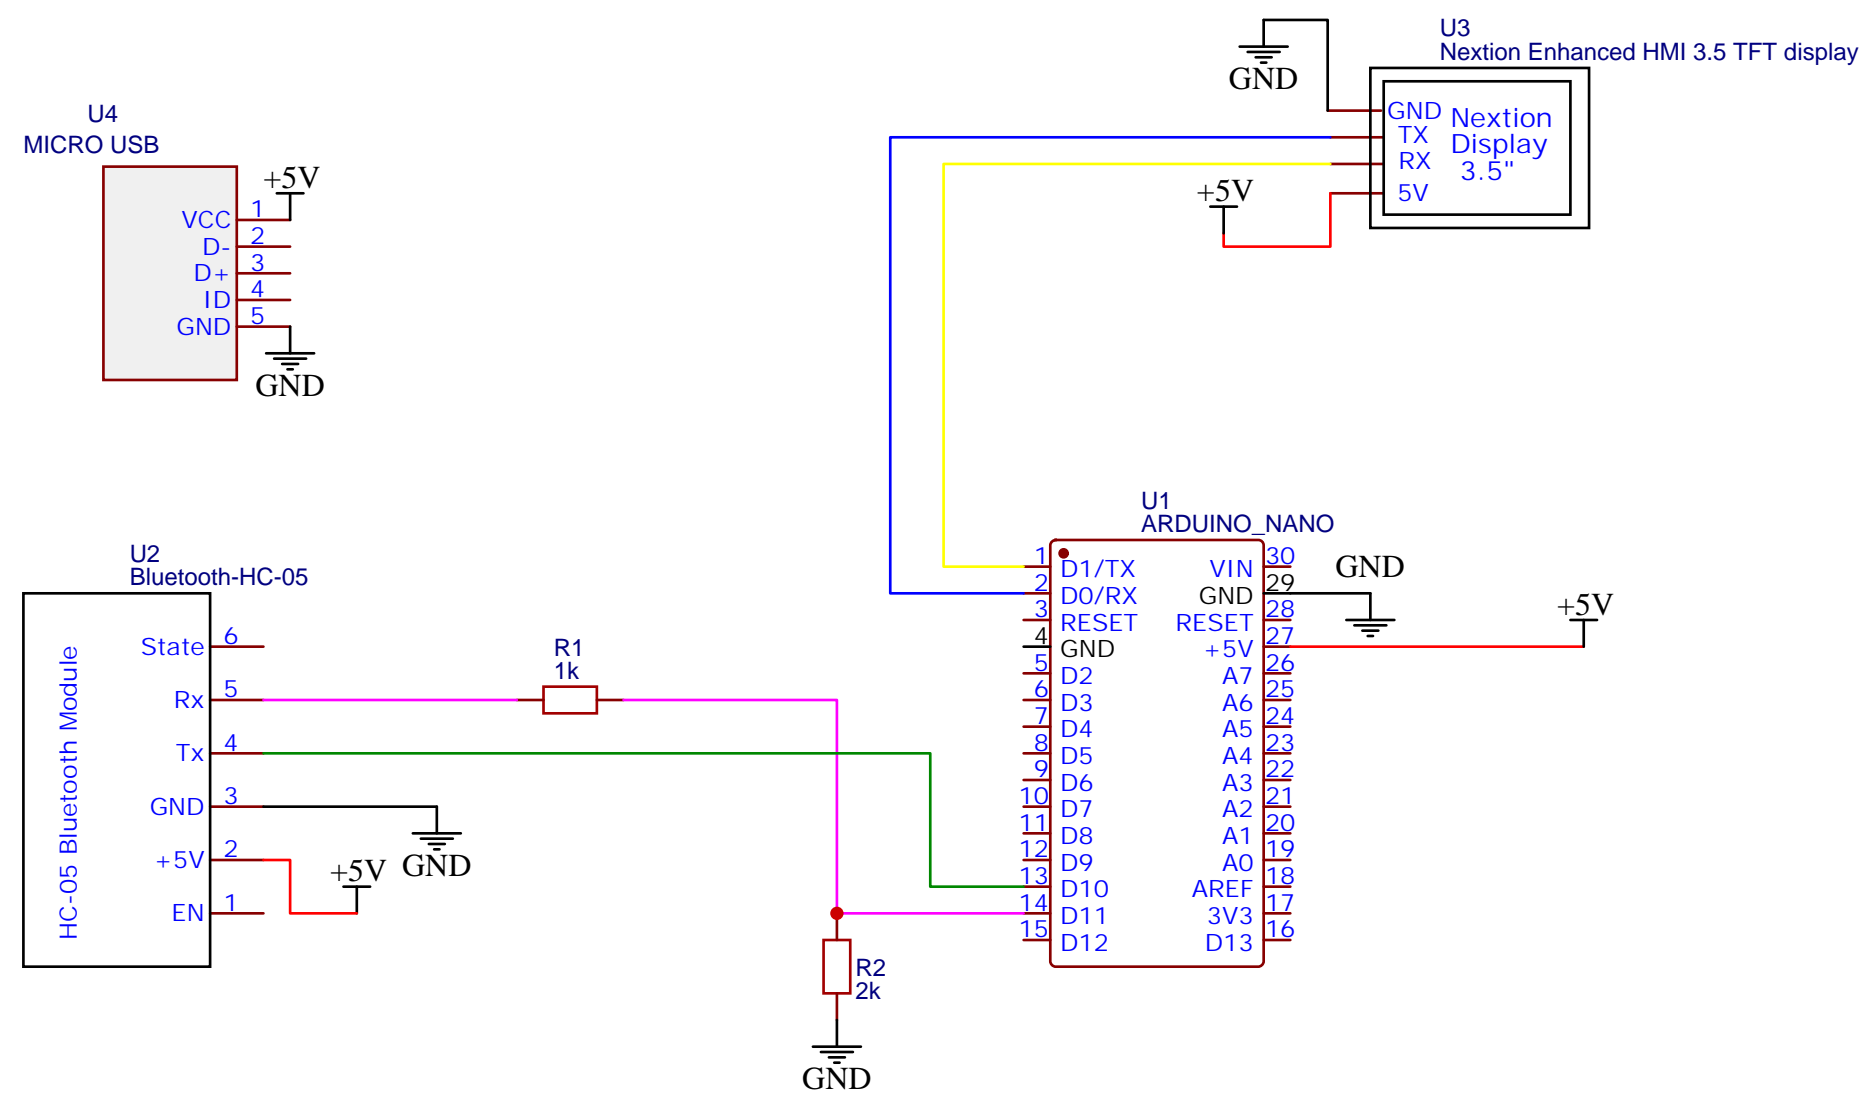 U3
Nextion Enhanced HMI 3.5 TFT display
GND
GND
TX
RX
5V
Nextion
Display
3.5"
+5V
U4
MICRO USB
+5V
VCC 1
D- 2
D+ 3
ID 4
GND 5
GND
U1
ARDUINO_NANO
1 D1/TX VIN 30
2 D0/RX GND 29
3 RESET RESET 28
4 GND +5V 27
5 D2 A7 26
6 D3 A6 25
7 D4 A5 24
8 D5 A4 23
9 D6 A3 22
10 D7 A2 21
11 D8 A1 20
12 D9 A0 19
13 D10 AREF 18
14 D11 3V3 17
15 D12 D13 16
GND
+5V
U2
Bluetooth-HC-05
HC-05 Bluetooth Module
State 6
Rx 5
Tx 4
GND 3
+5V 2
EN 1
R1
1k
GND
+5V
R2
2k
GND